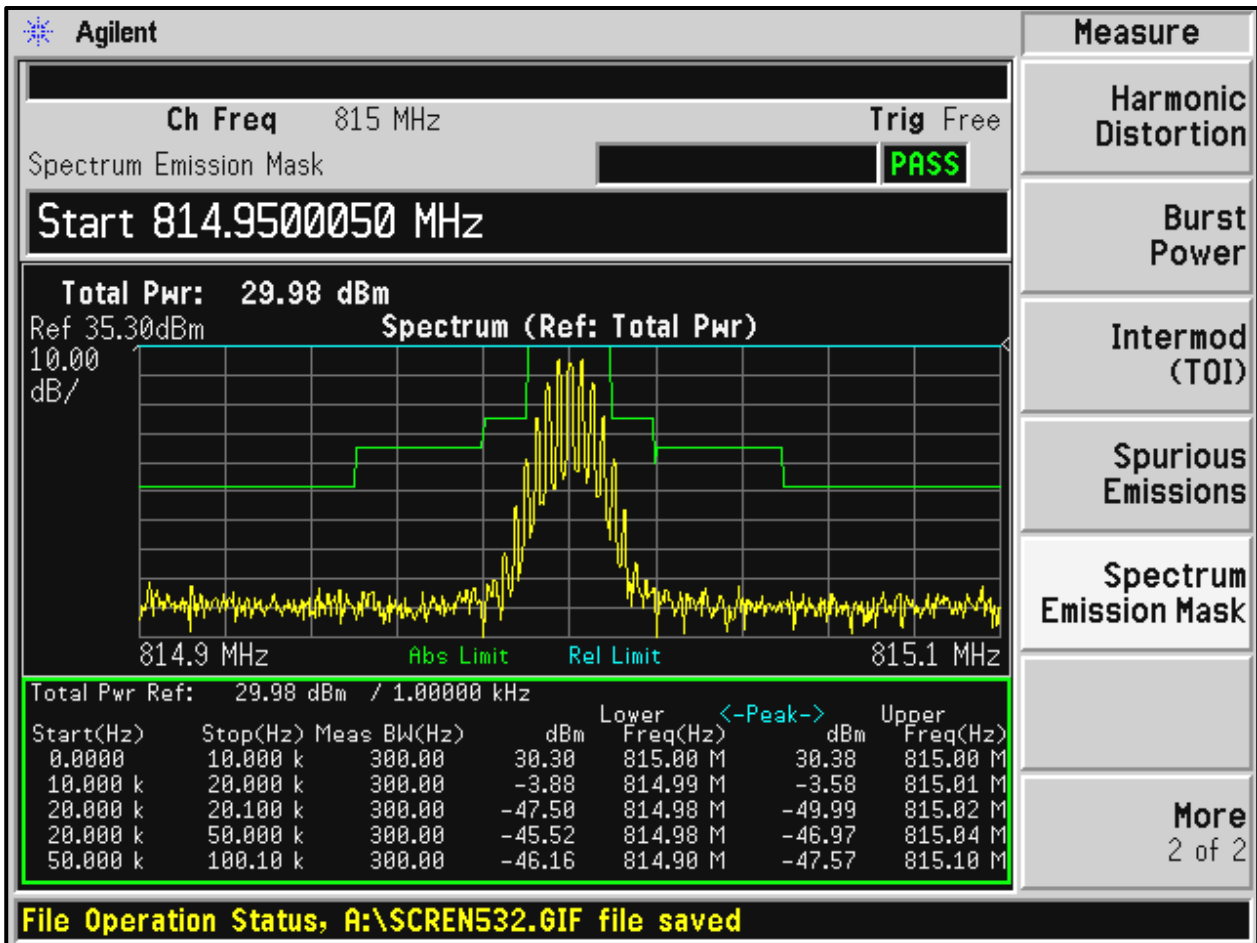 Agilent
Measure
Ch Freq 815 MHz Trig Free
Spectrum Emission Mask PASS
Start 814.9500050 MHz
Total Pwr: 29.98 dBm
Ref 35.30dBm Spectrum (Ref: Total Pwr)
10.00
dB/
814.9 MHz Abs Limit Rel Limit 815.1 MHz
Total Pwr Ref: 29.98 dBm / 1.00000 kHz
Lower <-Peak-> Upper
Start(Hz) Stop(Hz) Meas BW(Hz) dBm Freq(Hz) dBm Freq(Hz)
0.0000 10.000 k 300.00 30.30 815.00 M 30.38 815.00 M
10.000 k 20.000 k 300.00 -3.88 814.99 M -3.58 815.01 M
20.000 k 20.100 k 300.00 -47.50 814.98 M -49.99 815.02 M
20.000 k 50.000 k 300.00 -45.52 814.98 M -46.97 815.04 M
50.000 k 100.10 k 300.00 -46.16 814.90 M -47.57 815.10 M
Harmonic
Distortion
Burst
Power
Intermod
(TOI)
Spurious
Emissions
Spectrum
Emission Mask
More
2 of 2
File Operation Status, A:\SCREN532.GIF file saved